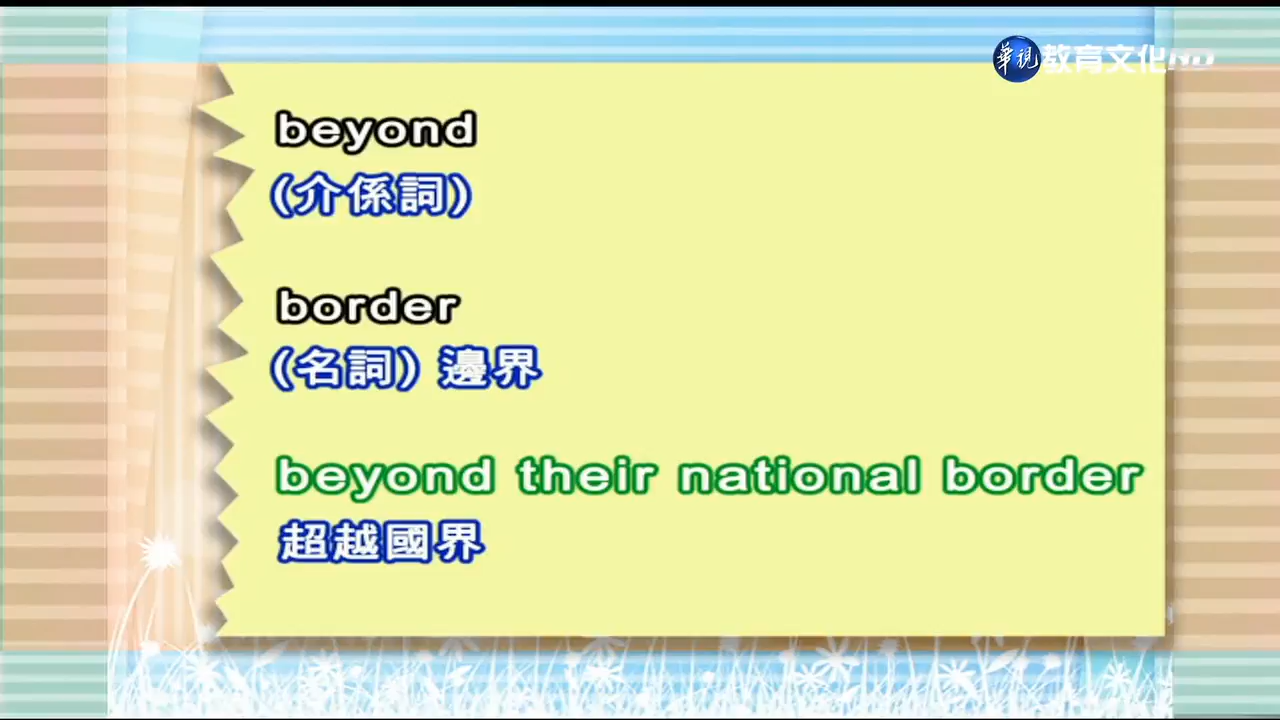 華視 教育文化HD
beyond
(介係詞)
border
(名詞) 邊界
beyond their national border
超越國界